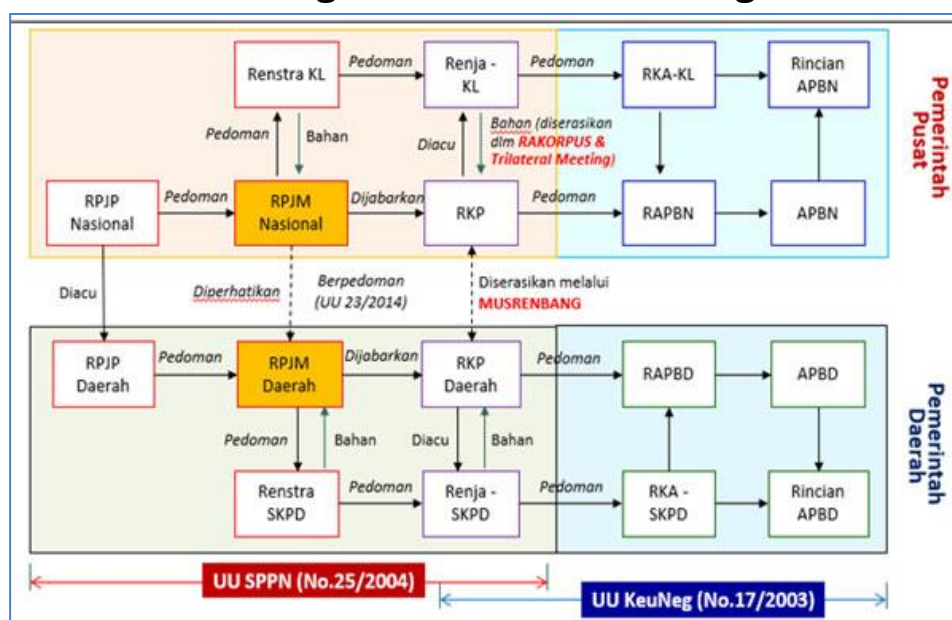 Renstra KL
Pedoman
Renja -
KL
Pedoman
RKA-KL
Rincian
APBN
Pedoman
Bahan
Diacu
Bahan (diserasikan
dlm RAKORPUS &
Trilateral Meeting)
RPJP
Nasional
Pedoman
RPJM
Nasional
Dijabarkan
RKP
Pedoman
RAPBN
APBN
Pemerintah
Pusat
Diacu
Diperhatikan
Berpedoman
(UU 23/2014)
Diserasikan melalui
MUSRENBANG
RPJP
Daerah
Pedoman
RPJM
Daerah
Dijabarkan
RKP
Daerah
Pedoman
RAPBD
APBD
Pedoman
Bahan
Diacu
Bahan
Renstra
SKPD
Pedoman
Renja -
SKPD
Pedoman
RKA -
SKPD
Rincian
APBD
Pemerintah
Daerah
UU SPPN (No.25/2004)
UU KeuNeg (No.17/2003)